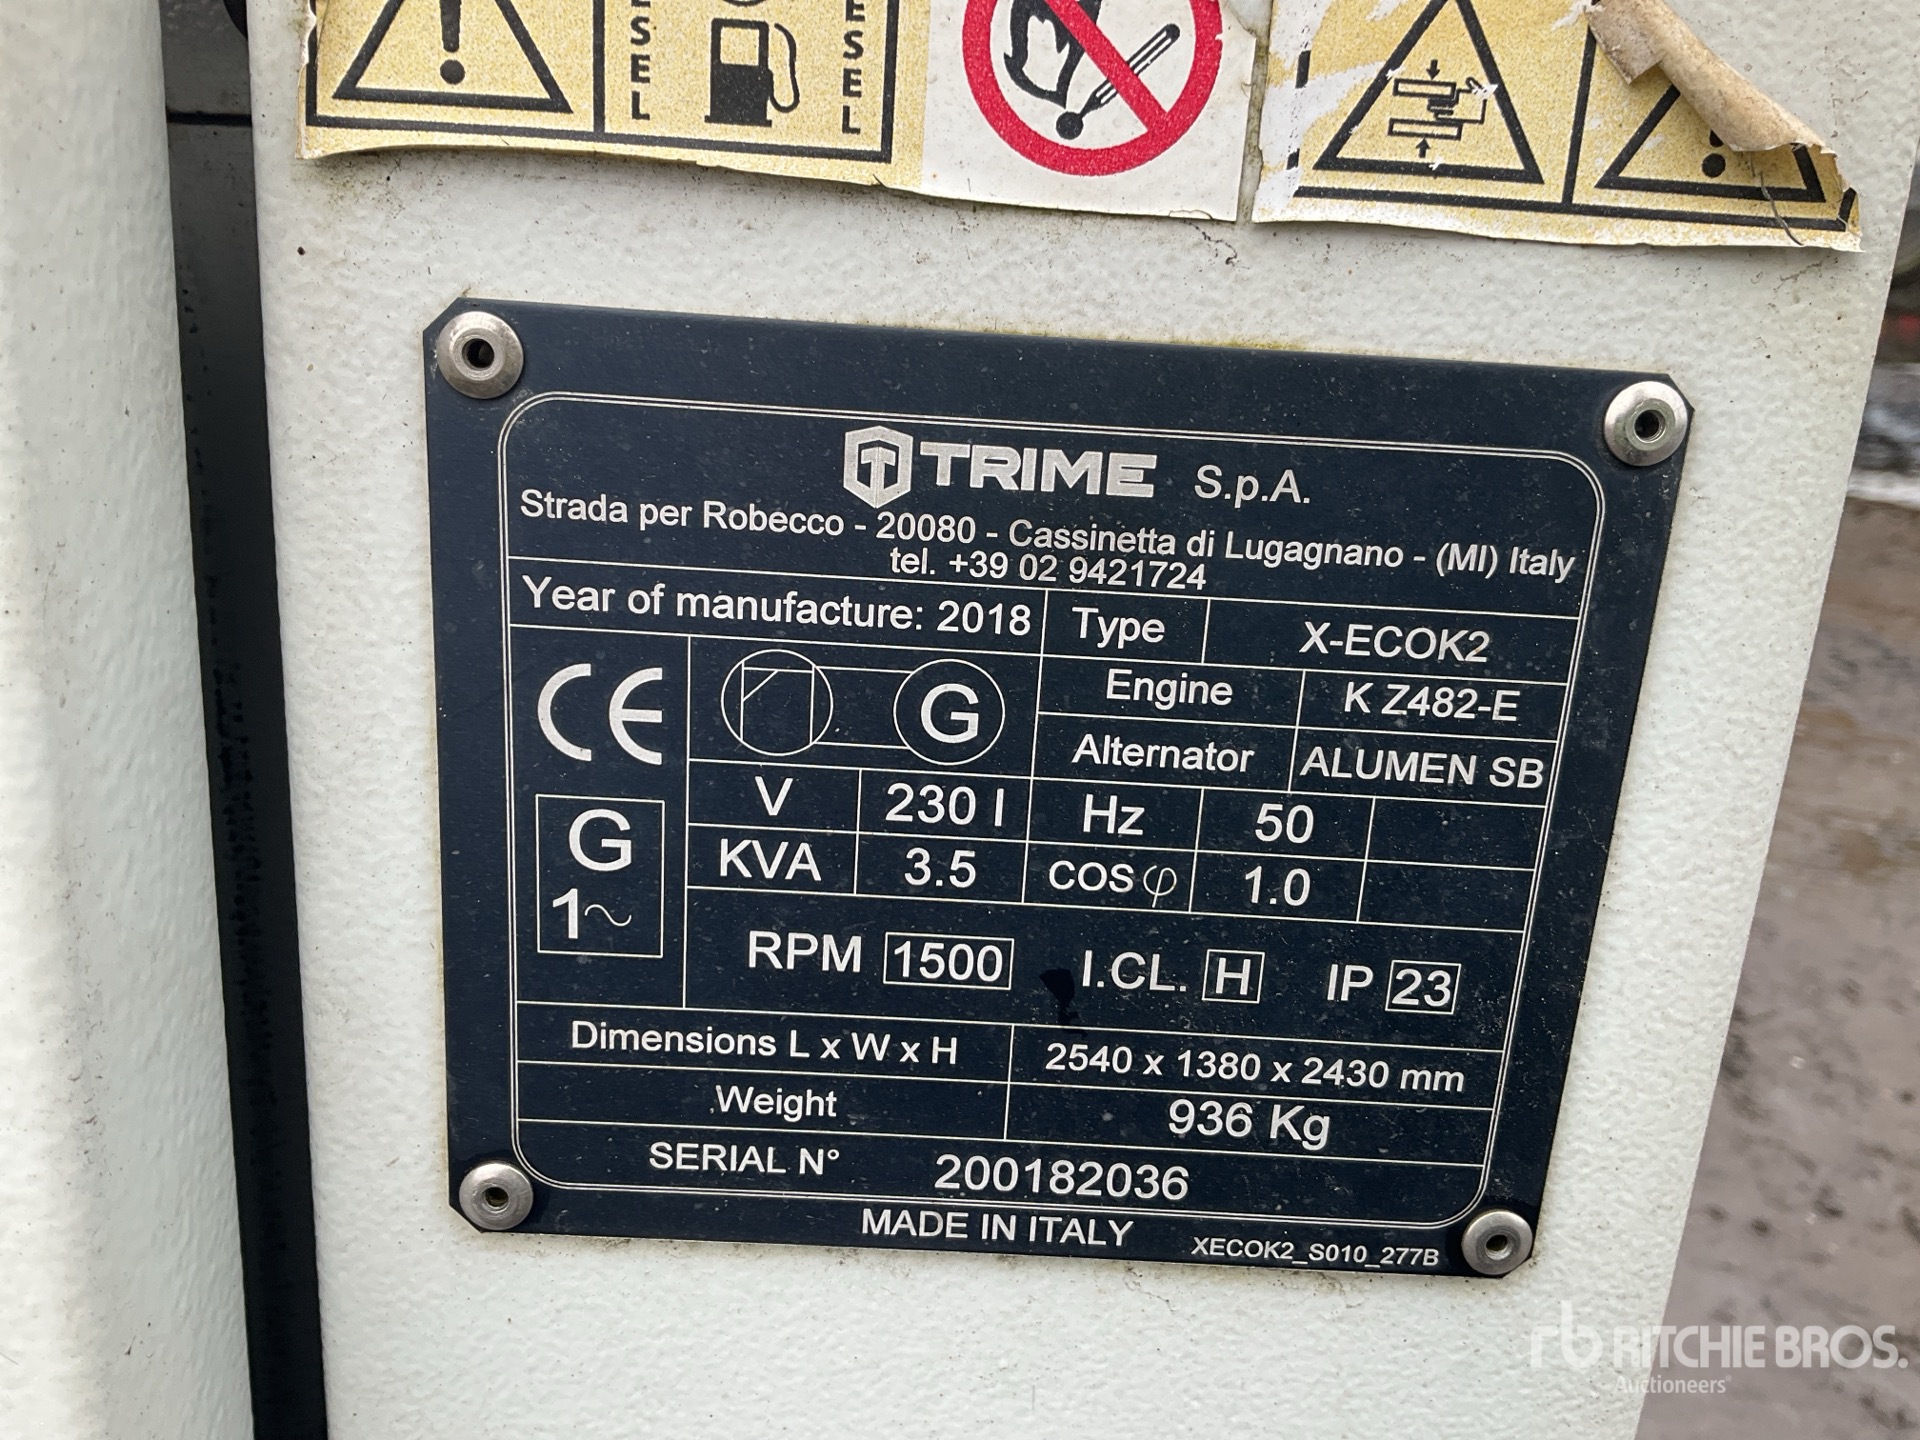 ESEL
ESEL
TRIME S.p.A.
Strada per Robecco - 20080 - Cassinetta di Lugagnano - (MI) Italy
tel. +39 02 9421724
Year of manufacture: 2018 Type X-ECOK2
CE G Engine K Z482-E
Alternator ALUMEN SB
V 230 I Hz 50
G 1~ KVA 3.5 cos φ 1.0
RPM 1500 I.CL. H IP 23
Dimensions L x W x H 2540 x 1380 x 2430 mm
Weight 936 Kg
SERIAL N° 200182036
MADE IN ITALY XECOK2_S010_277B
rb RITCHIE BROS.
Auctioneers